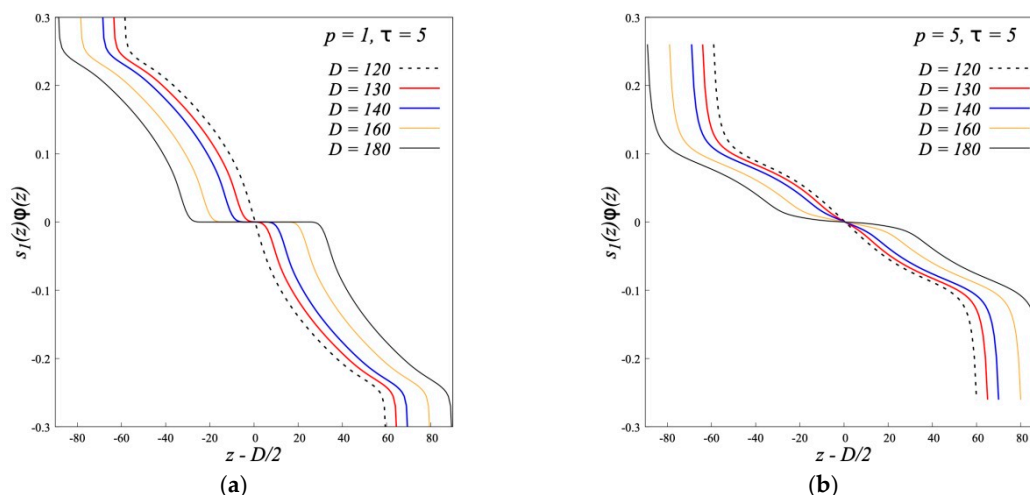 p = 1, τ = 5
D = 120
D = 130
D = 140
D = 160
D = 180
0.3
0.2
0.1
0
-0.1
-0.2
-0.3
s₁(z)φ(z)
-80 -60 -40 -20 0 20 40 60 80
z - D/2
(a)
p = 5, τ = 5
D = 120
D = 130
D = 140
D = 160
D = 180
0.3
0.2
0.1
0
-0.1
-0.2
-0.3
s₁(z)φ(z)
-80 -60 -40 -20 0 20 40 60 80
z - D/2
(b)